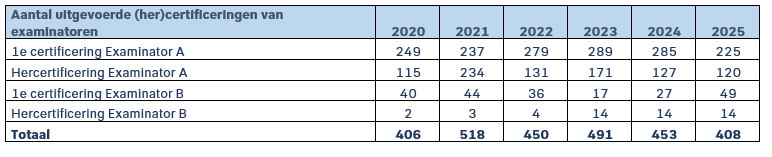 Aantal uitgevoerde (her)certificeringen van
examinatoren 2020 2021 2022 2023 2024 2025
1e certificering Examinator A 249 237 279 289 285 225
Hercertificering Examinator A 115 234 131 171 127 120
1e certificering Examinator B 40 44 36 17 27 49
Hercertificering Examinator B 2 3 4 14 14 14
Totaal 406 518 450 491 453 408